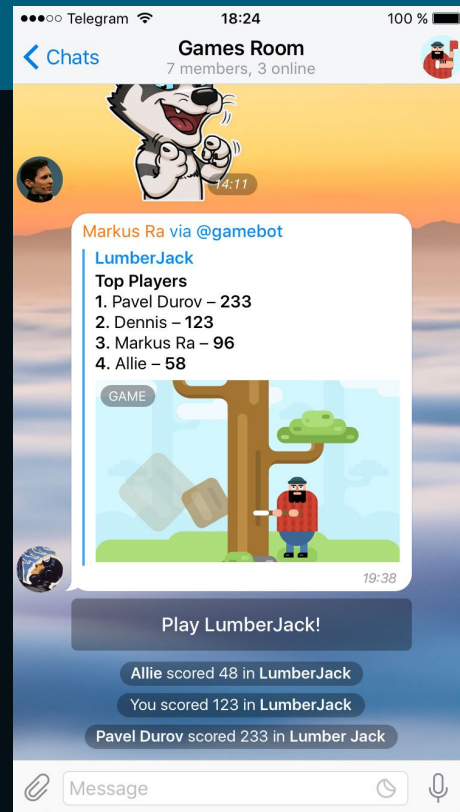 Telegram 18:24 100 %
Chats Games Room
7 members, 3 online
14:11
Markus Ra via @gamebot
LumberJack
Top Players
1. Pavel Durov – 233
2. Dennis – 123
3. Markus Ra – 96
4. Allie – 58
GAME
19:38
Play LumberJack!
Allie scored 48 in LumberJack
You scored 123 in LumberJack
Pavel Durov scored 233 in Lumber Jack
Message